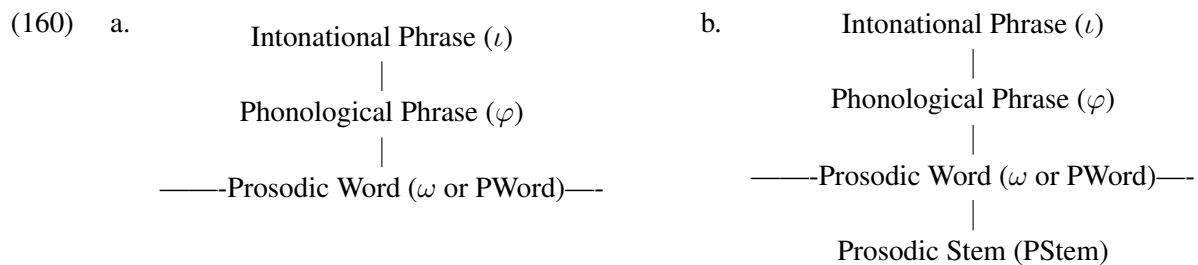 (160) a. b.
Intonational Phrase (ι) Intonational Phrase (ι)
Phonological Phrase (φ) Phonological Phrase (φ)
——-Prosodic Word (ω or PWord)—- ——-Prosodic Word (ω or PWord)—-
Prosodic Stem (PStem)